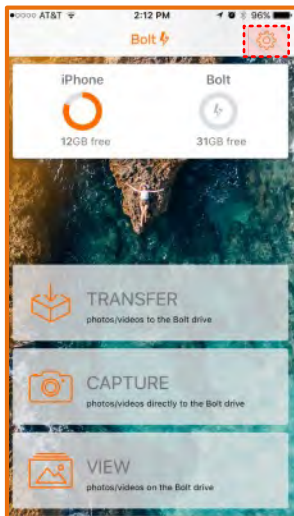 AT&T 2:12 PM 96%
Bolt
iPhone Bolt
12GB free 31GB free
TRANSFER
photos/videos to the Bolt drive
CAPTURE
photos/videos directly to the Bolt drive
VIEW
photos/videos on the Bolt drive